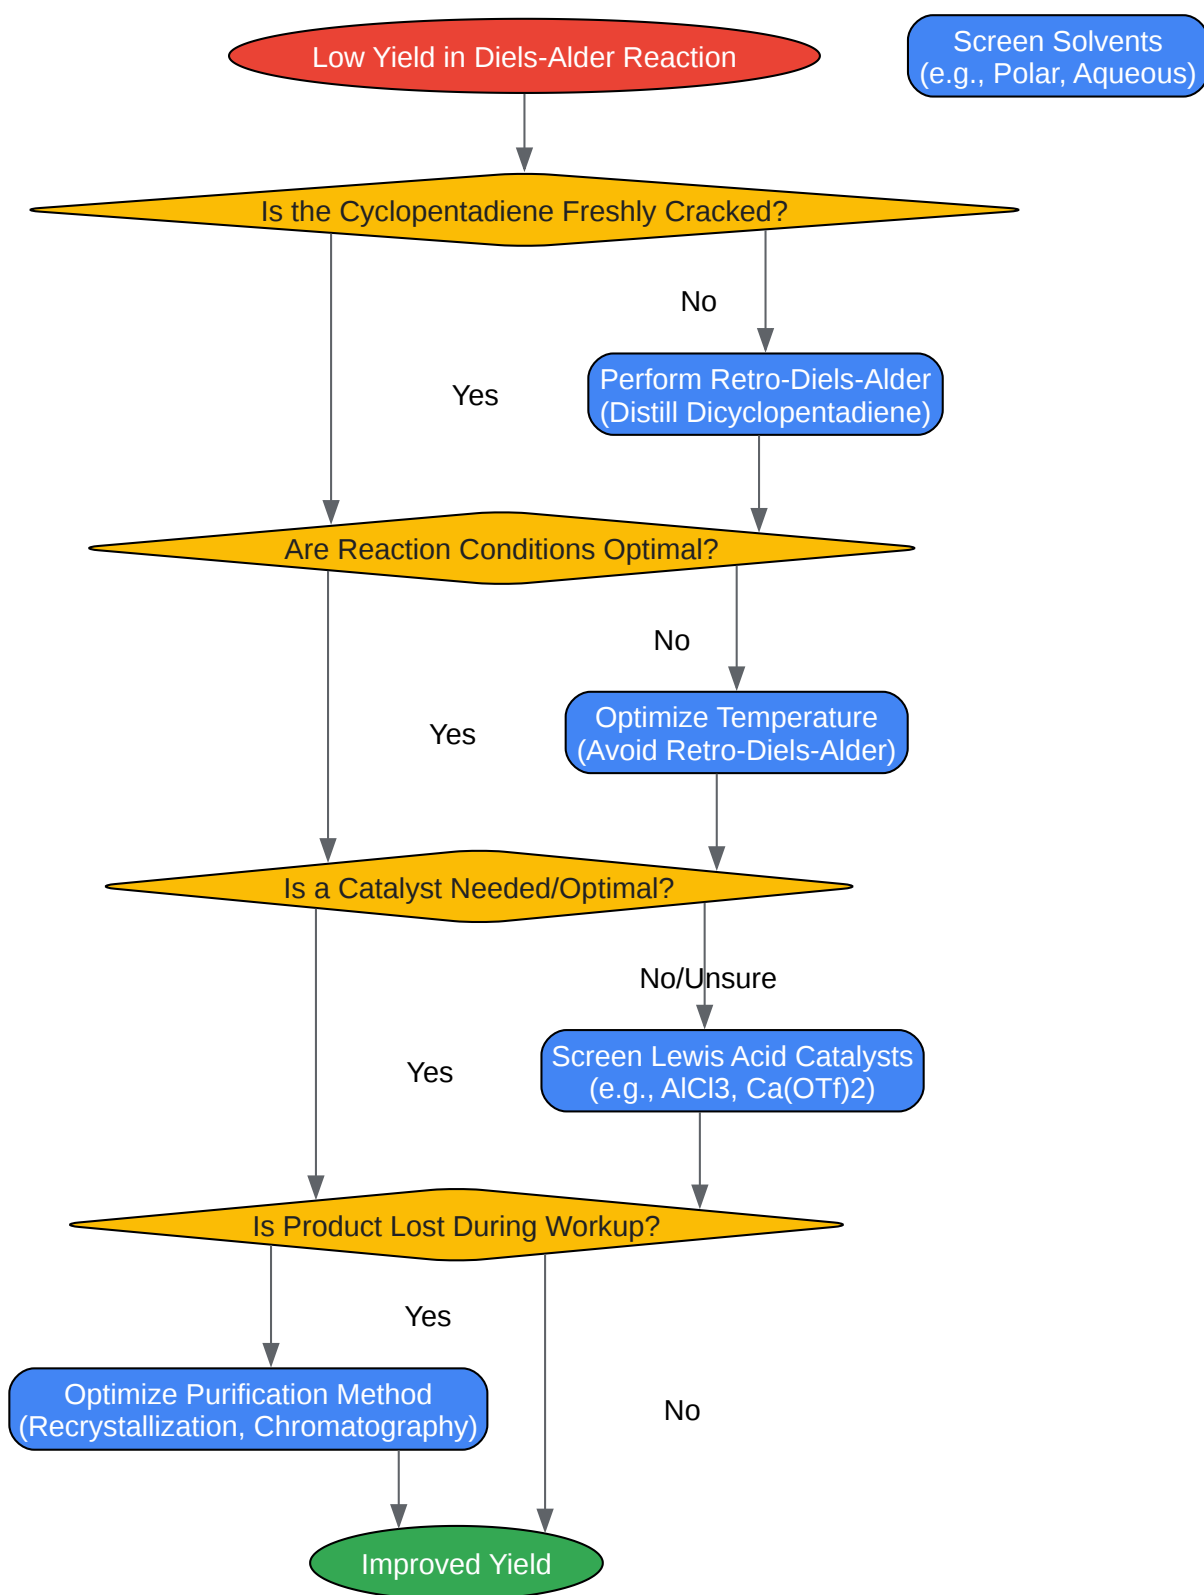 Low Yield in Diels-Alder Reaction
Screen Solvents
(e.g., Polar, Aqueous)
Is the Cyclopentadiene Freshly Cracked?
No
Yes
Perform Retro-Diels-Alder
(Distill Dicyclopentadiene)
Are Reaction Conditions Optimal?
No
Yes
Optimize Temperature
(Avoid Retro-Diels-Alder)
Is a Catalyst Needed/Optimal?
No/Unsure
Yes
Screen Lewis Acid Catalysts
(e.g., AlCl3, Ca(OTf)2)
Is Product Lost During Workup?
Yes
No
Optimize Purification Method
(Recrystallization, Chromatography)
Improved Yield